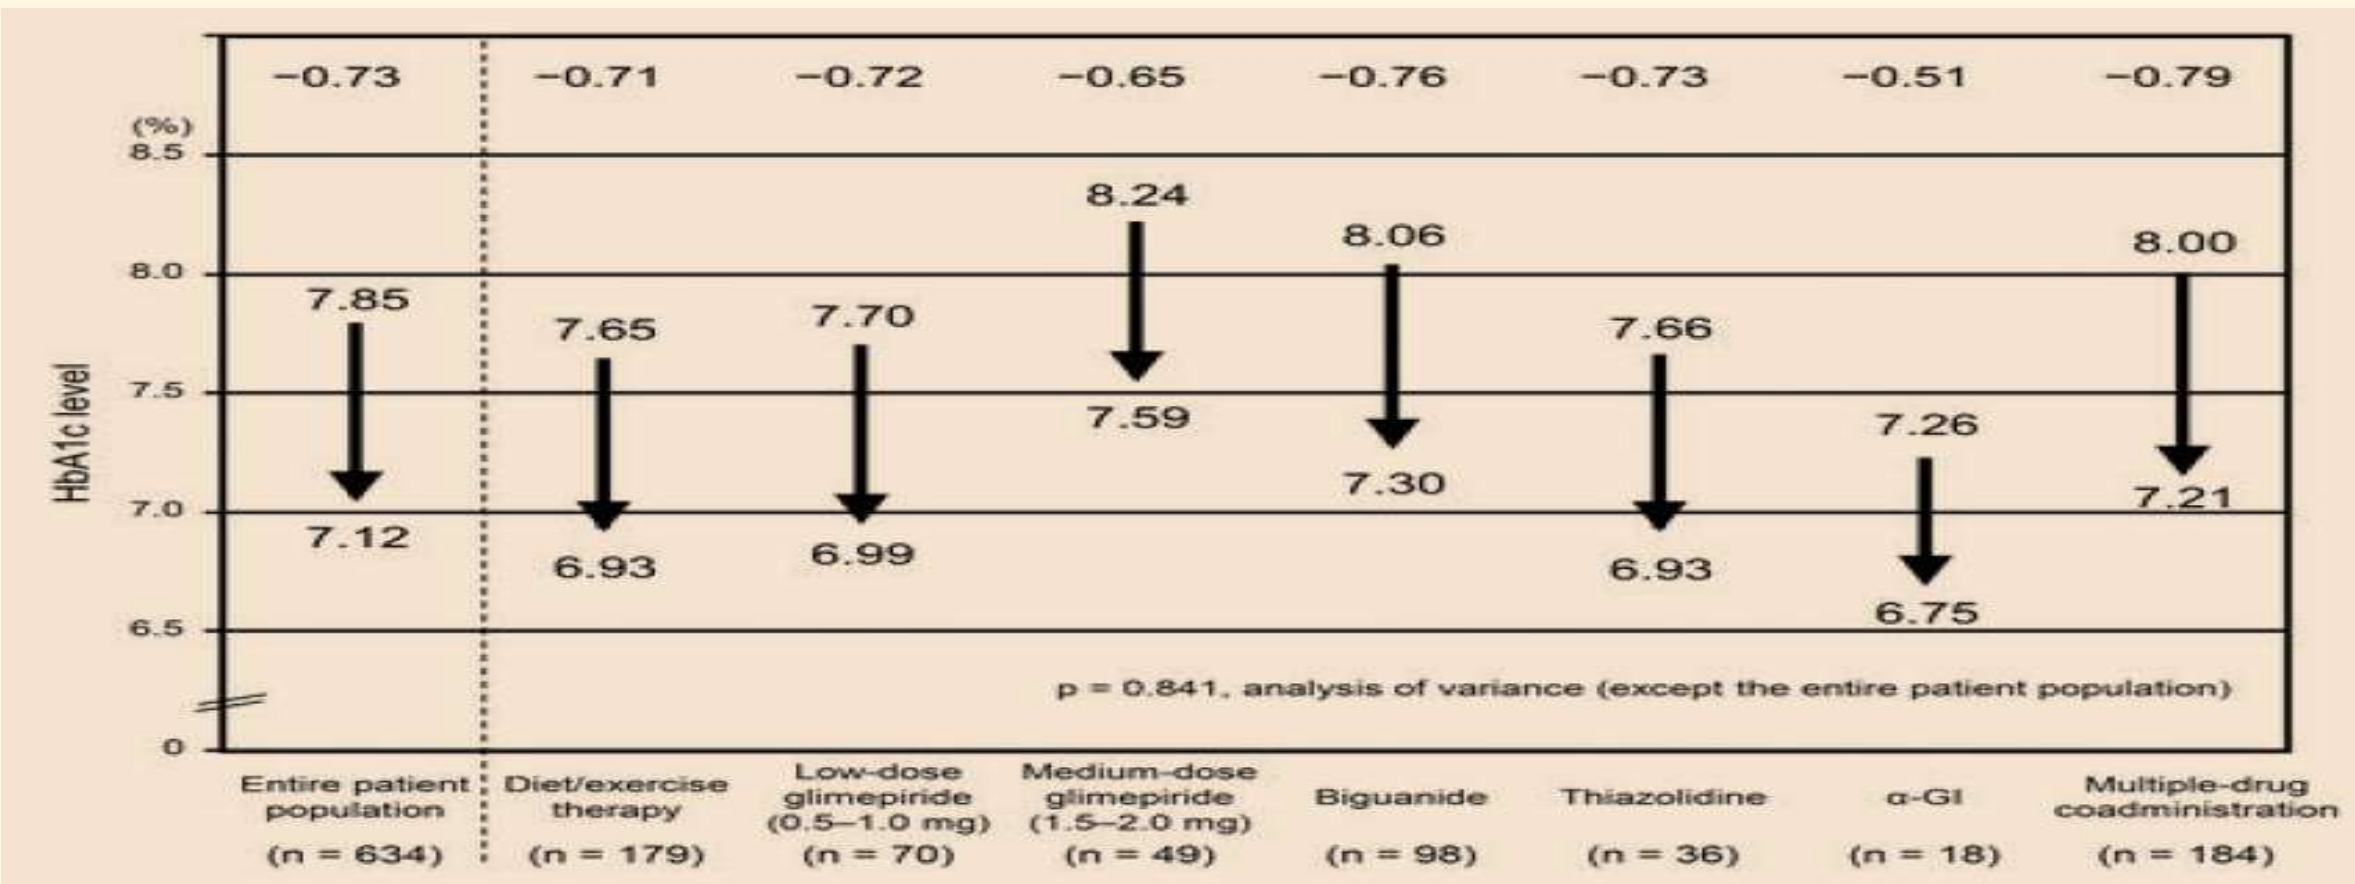 −0.73 −0.71 −0.72 −0.65 −0.76 −0.73 −0.51 −0.79
(%)
8.5
8.24
8.06
8.00
8.0
7.85
7.65
7.70
7.66
7.5
7.59
7.26
7.30
7.21
7.0
7.12
6.93
6.99
6.93
6.75
6.5
HbA1c level
p = 0.841, analysis of variance (except the entire patient population)
0
Entire patient
population
(n = 634)
Diet/exercise
therapy
(n = 179)
Low-dose
glimepiride
(0.5–1.0 mg)
(n = 70)
Medium-dose
glimepiride
(1.5–2.0 mg)
(n = 49)
Biguanide
(n = 98)
Thiazolidine
(n = 36)
α-GI
(n = 18)
Multiple-drug
coadministration
(n = 184)